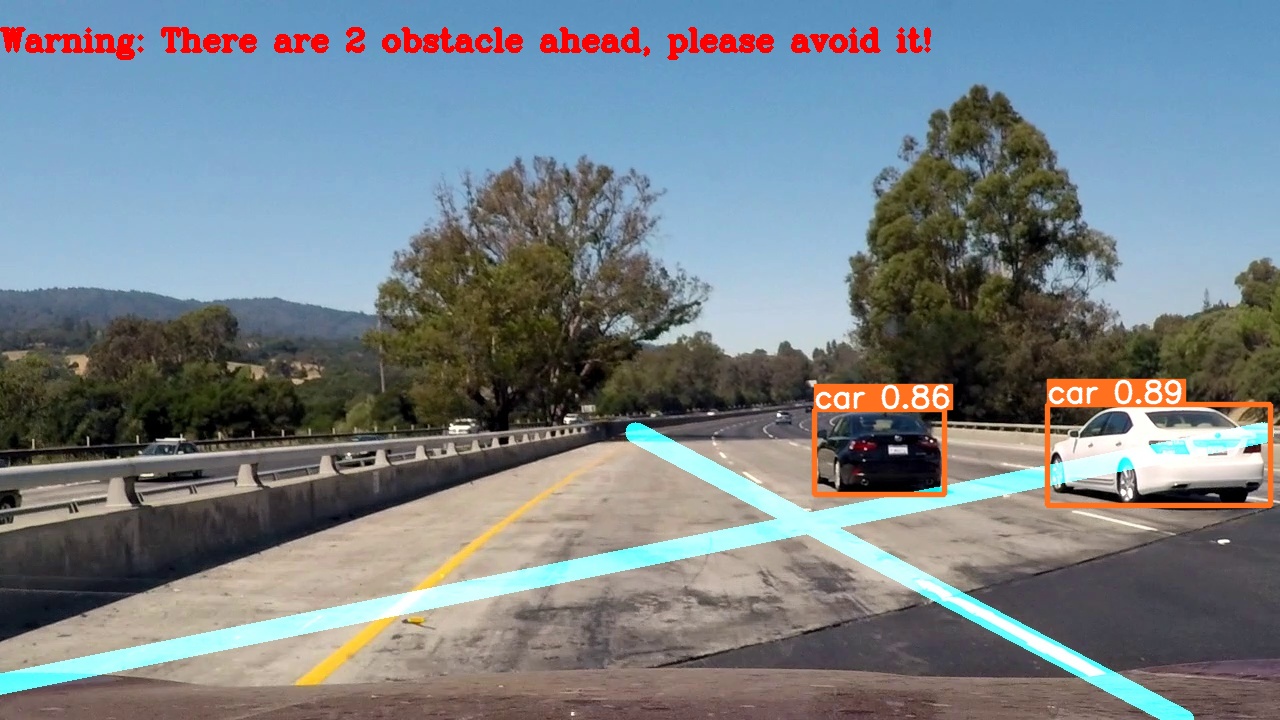 Warning: There are 2 obstacle ahead, please avoid it!
car 0.86
car 0.89